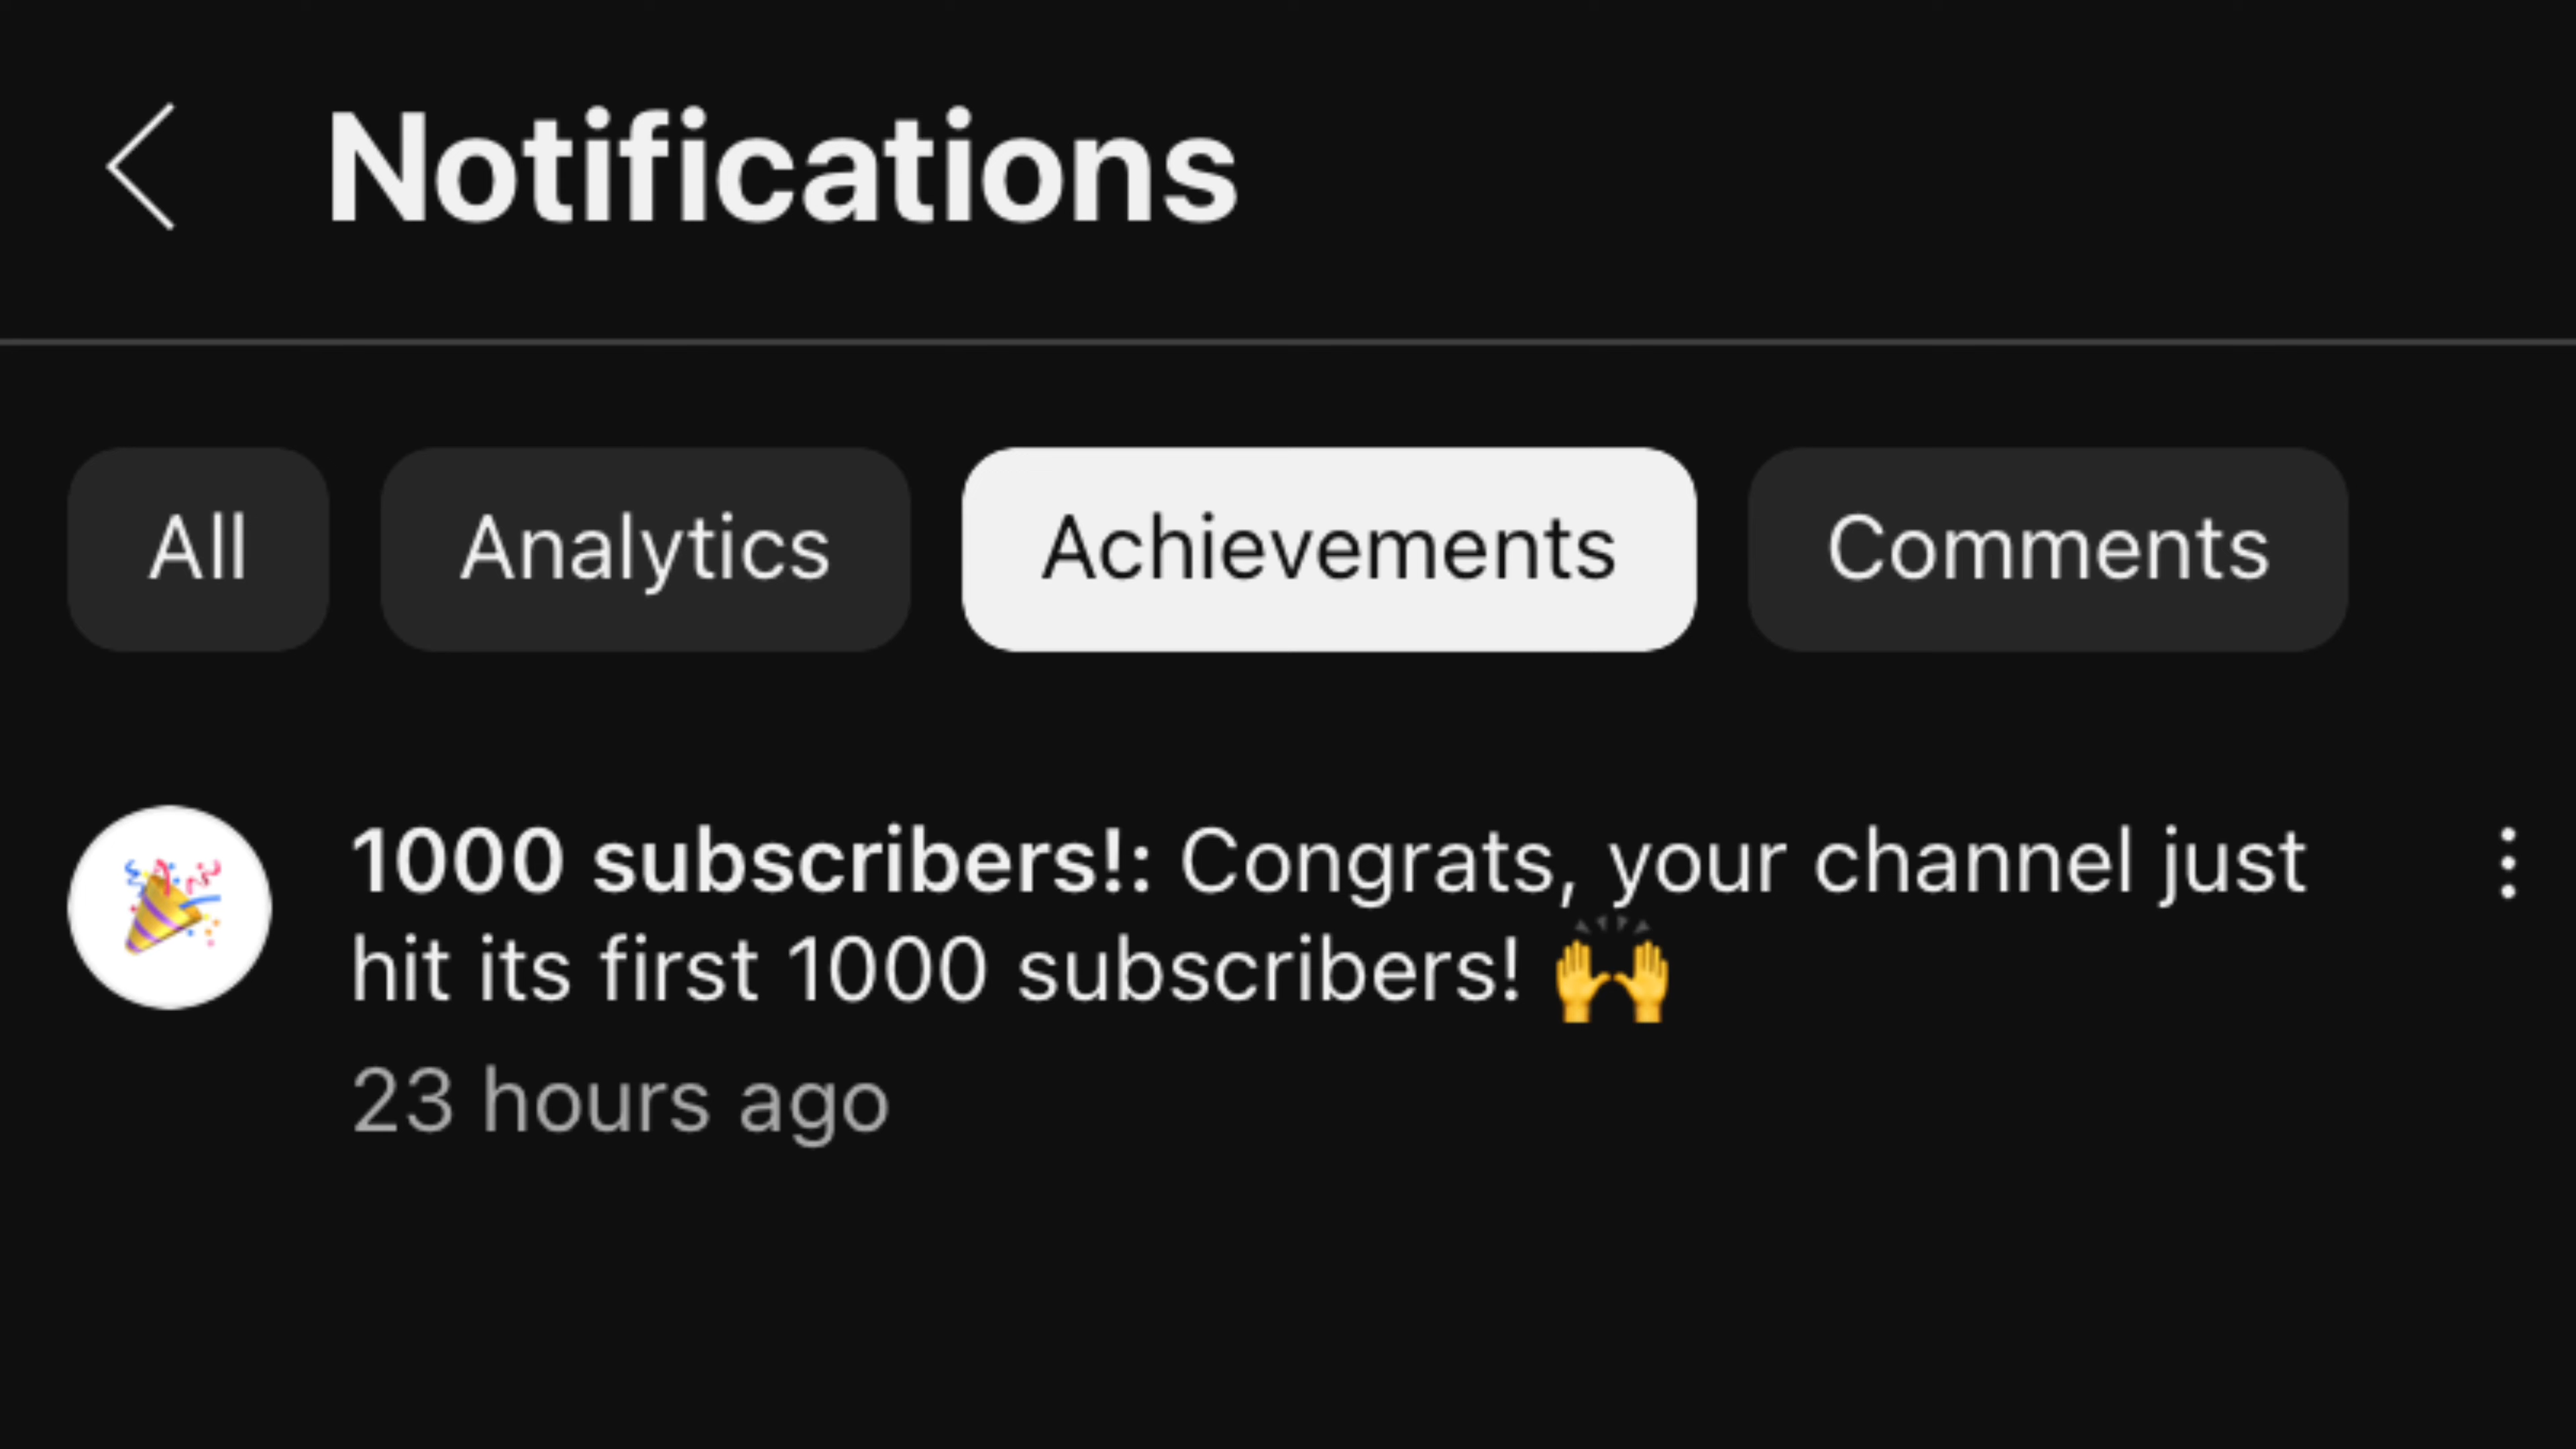 Notifications
All Analytics Achievements Comments
1000 subscribers!: Congrats, your channel just
hit its first 1000 subscribers! 🙌
23 hours ago